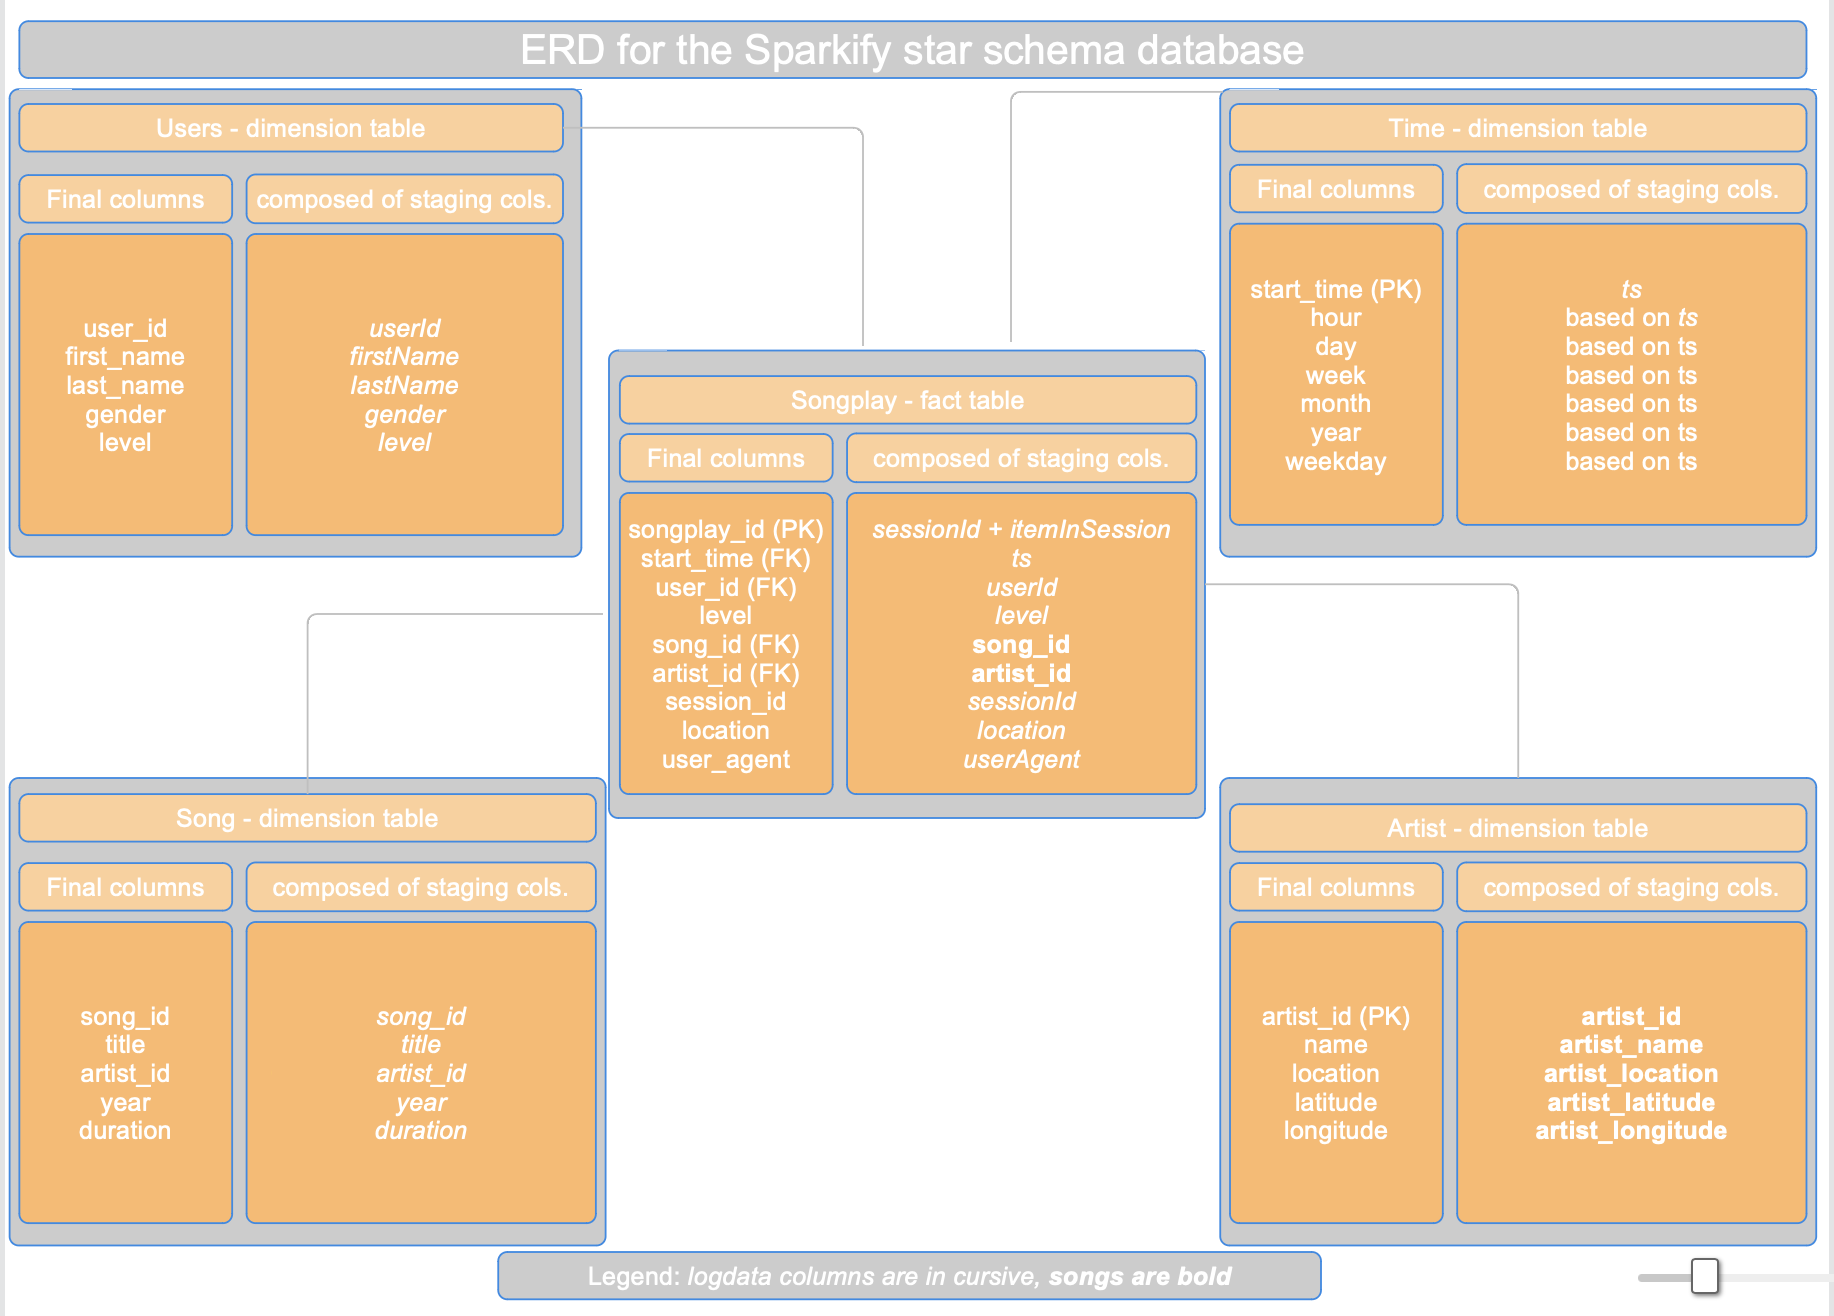 ERD for the Sparkify star schema database
Users - dimension table
Final columns
composed of staging cols.
user_id
first_name
last_name
gender
level
userId
firstName
lastName
gender
level
Time - dimension table
Final columns
composed of staging cols.
start_time (PK)
hour
day
week
month
year
weekday
ts
based on ts
based on ts
based on ts
based on ts
based on ts
based on ts
Songplay - fact table
Final columns
composed of staging cols.
songplay_id (PK)
start_time (FK)
user_id (FK)
level
song_id (FK)
artist_id (FK)
session_id
location
user_agent
sessionId + itemInSession
ts
userId
level
song_id
artist_id
sessionId
location
userAgent
Song - dimension table
Final columns
composed of staging cols.
song_id
title
artist_id
year
duration
song_id
title
artist_id
year
duration
Artist - dimension table
Final columns
composed of staging cols.
artist_id (PK)
name
location
latitude
longitude
artist_id
artist_name
artist_location
artist_latitude
artist_longitude
Legend: logdata columns are in cursive, songs are bold